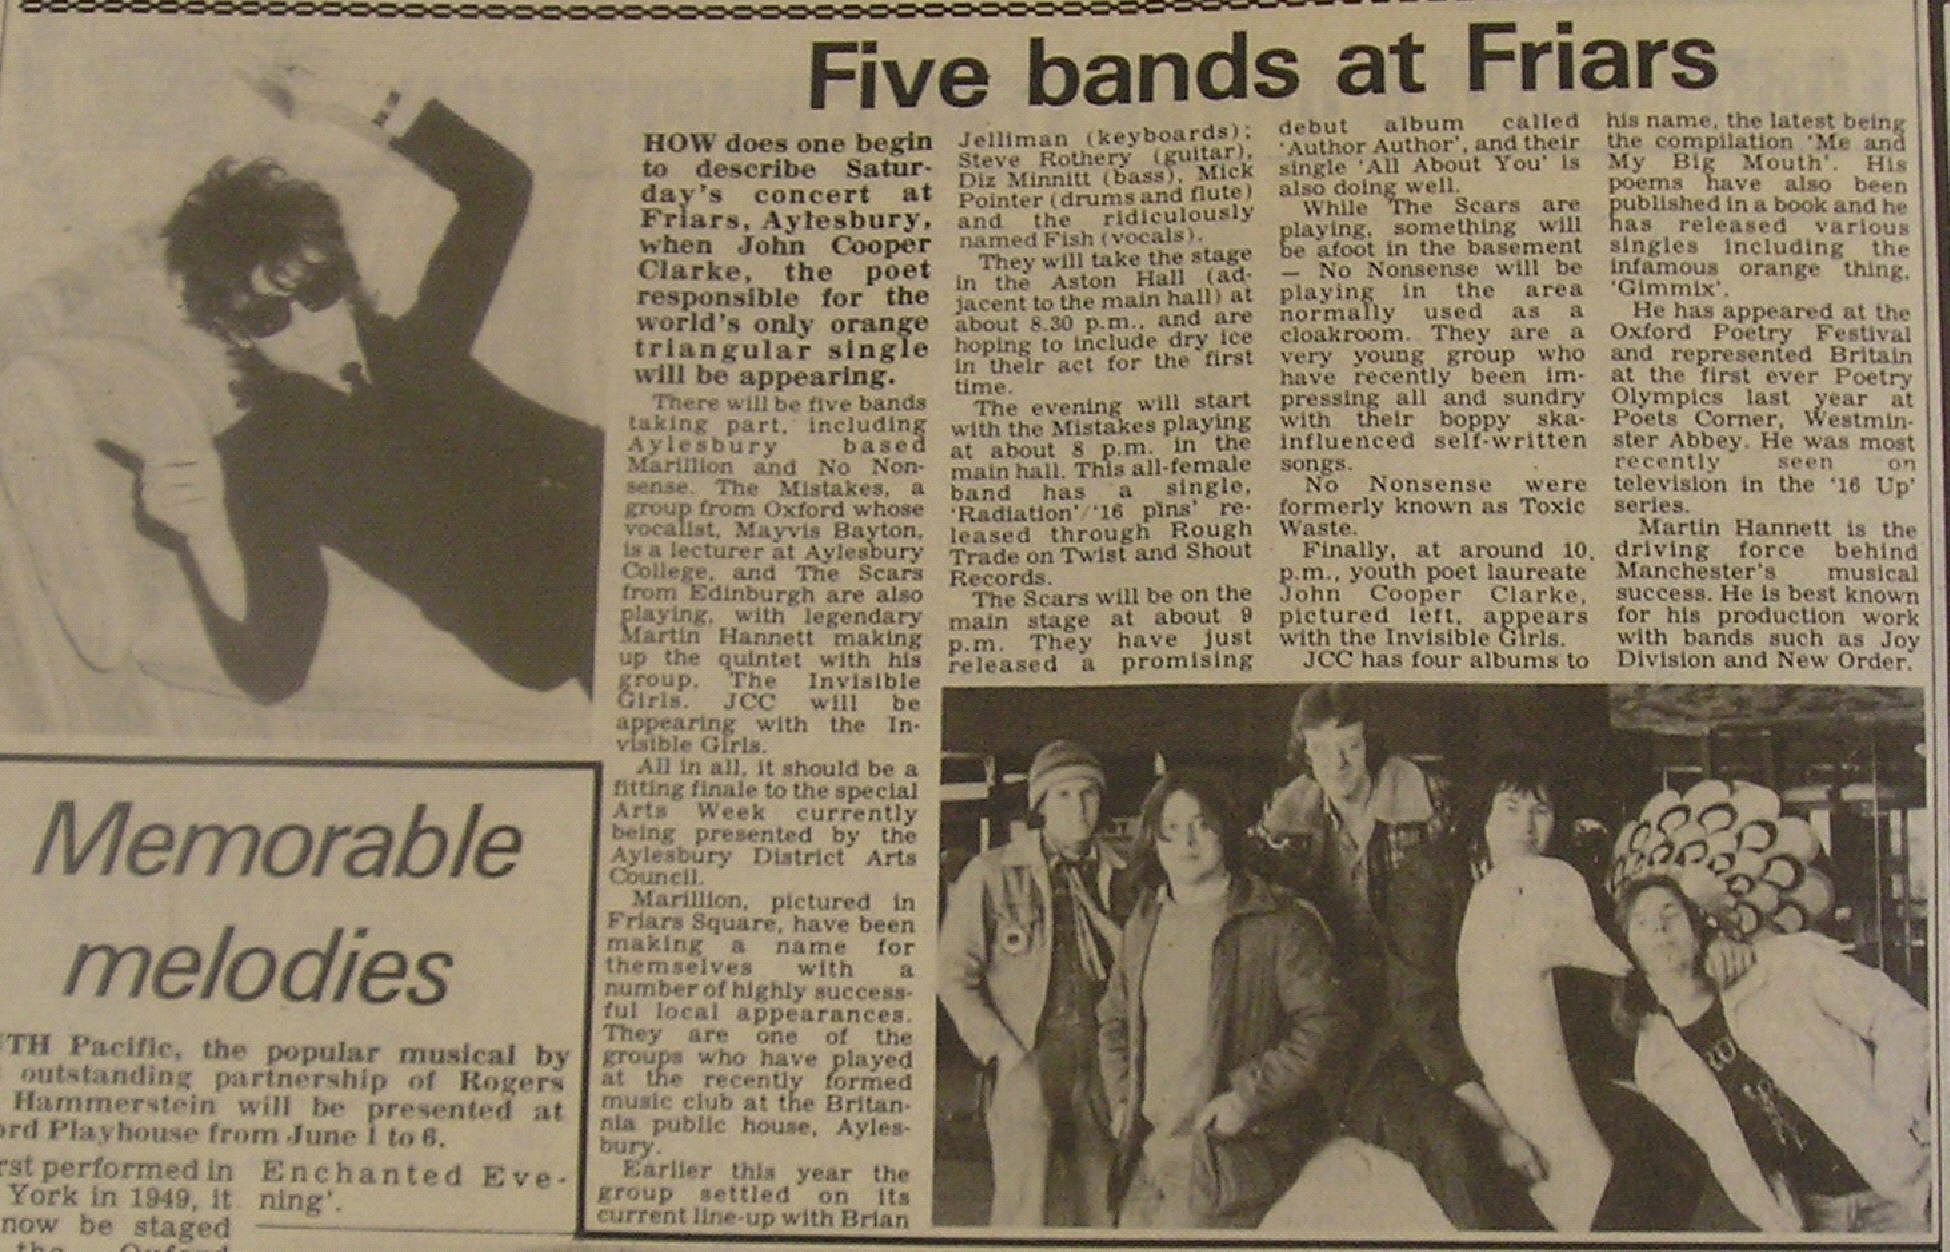 Five bands at Friars
HOW does one begin
to describe Satur-
day's concert at
Friars, Aylesbury,
when John Cooper
Clarke, the poet
responsible for the
world's only orange
triangular single
will be appearing.
There will be five bands
taking part, including
Aylesbury based
Marillion and No Non-
sense. The Mistakes, a
group from Oxford whose
vocalist, Mayvis Bayton,
is a lecturer at Aylesbury
College, and The Scars
from Edinburgh are also
playing, with legendary
Martin Hannett making
up the quintet with his
group, The Invisible
Girls. JCC will be
appearing with the In-
visible Girls.
All in all, it should be a
fitting finale to the special
Arts Week currently
being presented by the
Aylesbury District Arts
Council.
Marillion, pictured in
Friars Square, have been
making a name for
themselves with a
number of highly success-
ful local appearances.
They are one of the
groups who have played
at the recently formed
music club at the Britan-
nia public house, Ayles-
bury.
Earlier this year the
group settled on its
current line-up with Brian
Jelliman (keyboards);
Steve Rothery (guitar),
Diz Minnitt (bass), Mick
Pointer (drums and flute)
and the ridiculously
named Fish (vocals).
They will take the stage
in the Aston Hall (ad-
jacent to the main hall) at
about 8.30 p.m., and are
hoping to include dry ice
in their act for the first
time.
The evening will start
with the Mistakes playing
at about 8 p.m. in the
main hall. This all-female
band has a single,
'Radiation'/'16 pins' re-
leased through Rough
Trade on Twist and Shout
Records.
The Scars will be on the
main stage at about 9
p.m. They have just
released a promising
debut album called
'Author Author', and their
single 'All About You' is
also doing well.
While The Scars are
playing, something will
be afoot in the basement
— No Nonsense will be
playing in the area
normally used as a
cloakroom. They are a
very young group who
have recently been im-
pressing all and sundry
with their boppy ska-
influenced self-written
songs.
No Nonsense were
formerly known as Toxic
Waste.
Finally, at around 10.
p.m., youth poet laureate
John Cooper Clarke,
pictured left, appears
with the Invisible Girls.
JCC has four albums to
his name, the latest being
the compilation 'Me and
My Big Mouth'. His
poems have also been
published in a book and he
has released various
singles including the
infamous orange thing,
'Gimmix'.
He has appeared at the
Oxford Poetry Festival
and represented Britain
at the first ever Poetry
Olympics last year at
Poets Corner, Westmin-
ster Abbey. He was most
recently seen on
television in the '16 Up'
series.
Martin Hannett is the
driving force behind
Manchester's musical
success. He is best known
for his production work
with bands such as Joy
Division and New Order.
Memorable
melodies
UTH Pacific, the popular musical by
outstanding partnership of Rogers
Hammerstein will be presented at
ord Playhouse from June 1 to 6.
rst performed in
York in 1949, it
now be staged
the Oxford
Enchanted Eve-
ning'.